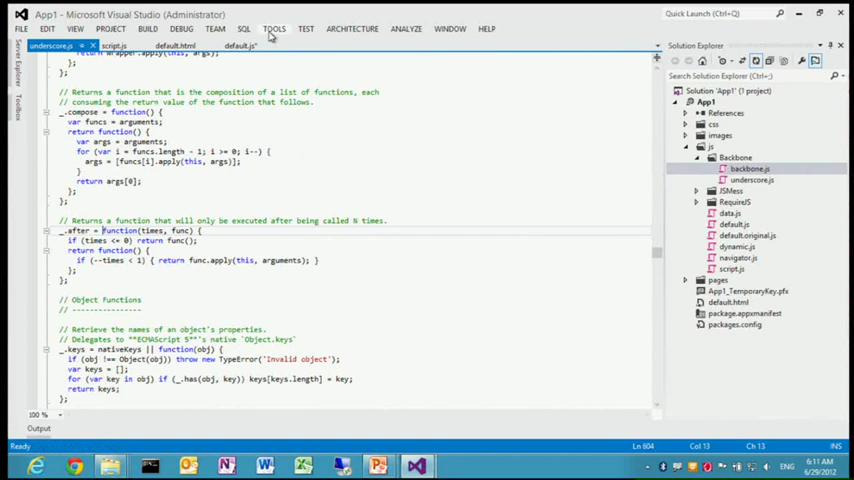 App1 - Microsoft Visual Studio (Administrator)
Quick Launch (Ctrl+Q)
FILE EDIT VIEW PROJECT BUILD DEBUG TEAM SQL TOOLS TEST ARCHITECTURE ANALYZE WINDOW HELP
underscore.js script.js default.html default.js*
Server Explorer
Toolbox
return wrapper.apply(this, args);
};
};
// Returns a function that is the composition of a list of functions, each
// consuming the return value of the function that follows.
_.compose = function() {
var funcs = arguments;
return function() {
var args = arguments;
for (var i = funcs.length - 1; i >= 0; i--) {
args = [funcs[i].apply(this, args)];
}
return args[0];
};
};
// Returns a function that will only be executed after being called N times.
_.after = function(times, func) {
if (times <= 0) return func();
return function() {
if (--times < 1) { return func.apply(this, arguments); }
};
};
// Object Functions
// ----------------
// Retrieve the names of an object's properties.
// Delegates to **ECMAScript 5**'s native `Object.keys`
_.keys = nativeKeys || function(obj) {
if (obj !== Object(obj)) throw new TypeError('Invalid object');
var keys = [];
for (var key in obj) if (_.has(obj, key)) keys[keys.length] = key;
return keys;
};
100 %
Output
Solution Explorer
Search Solution Explorer (Ctrl+;)
Solution 'App1' (1 project)
App1
References
css
images
js
Backbone
backbone.js
underscore.js
JSMess
RequireJS
data.js
default.js
default.original.js
dynamic.js
navigator.js
script.js
pages
App1_TemporaryKey.pfx
default.html
package.appxmanifest
packages.config
Ready
Ln 604 Col 13 Ch 13 INS
ENG
6:11 AM
6/29/2012